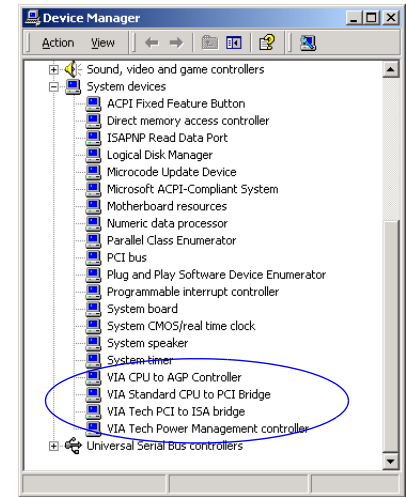 Device Manager
Action View
Sound, video and game controllers
System devices
ACPI Fixed Feature Button
Direct memory access controller
ISAPNP Read Data Port
Logical Disk Manager
Microcode Update Device
Microsoft ACPI-Compliant System
Motherboard resources
Numeric data processor
Parallel Class Enumerator
PCI bus
Plug and Play Software Device Enumerator
Programmable interrupt controller
System board
System CMOS/real time clock
System speaker
System timer
VIA CPU to AGP Controller
VIA Standard CPU to PCI Bridge
VIA Tech PCI to ISA bridge
VIA Tech Power Management controller
Universal Serial Bus controllers